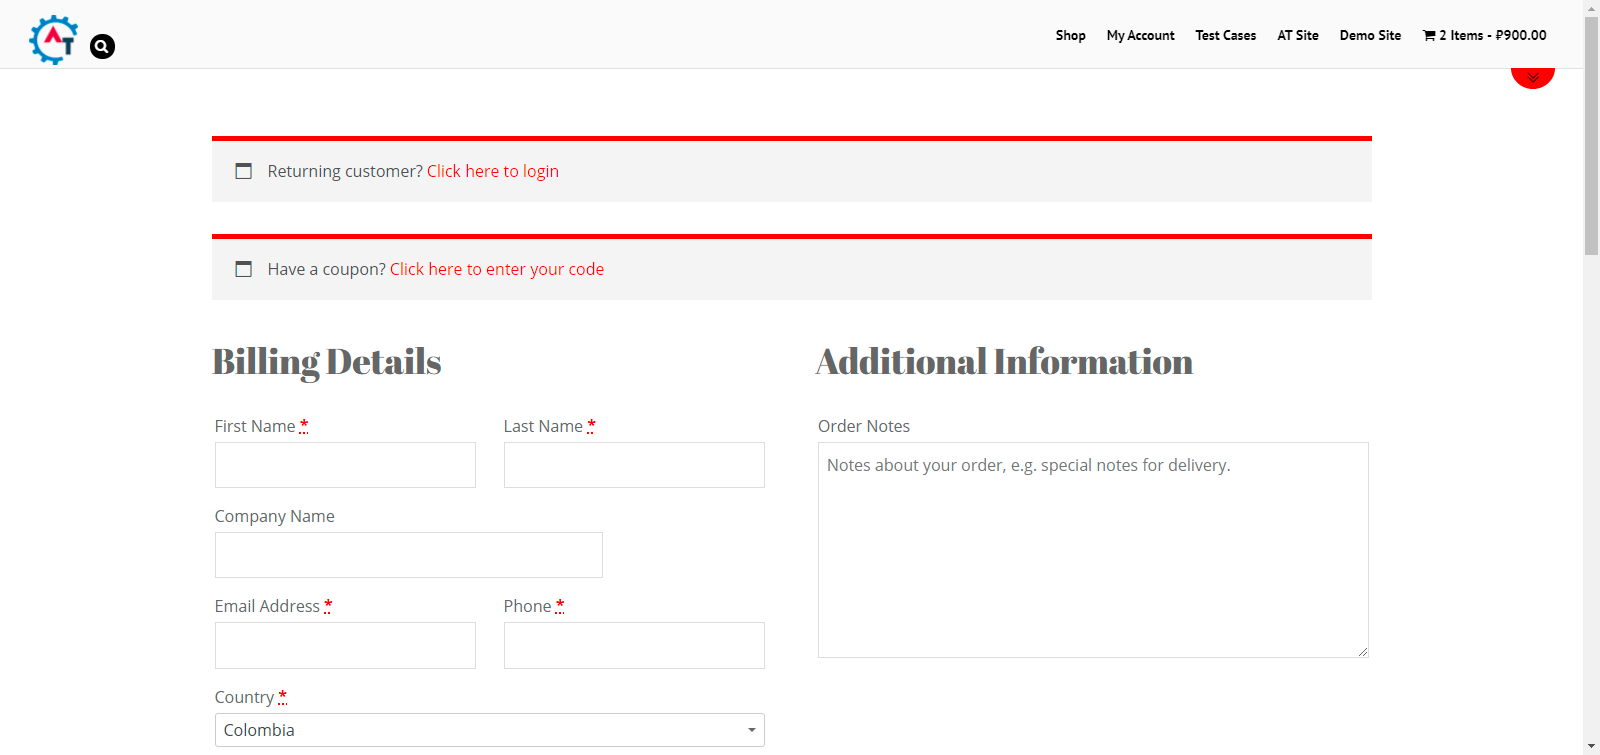 AT
Shop
My Account
Test Cases
AT Site
Demo Site
2 Items - ₽900.00
Returning customer? Click here to login
Have a coupon? Click here to enter your code
Billing Details
Additional Information
First Name *
Last Name *
Order Notes
Notes about your order, e.g. special notes for delivery.
Company Name
Email Address *
Phone *
Country *
Colombia